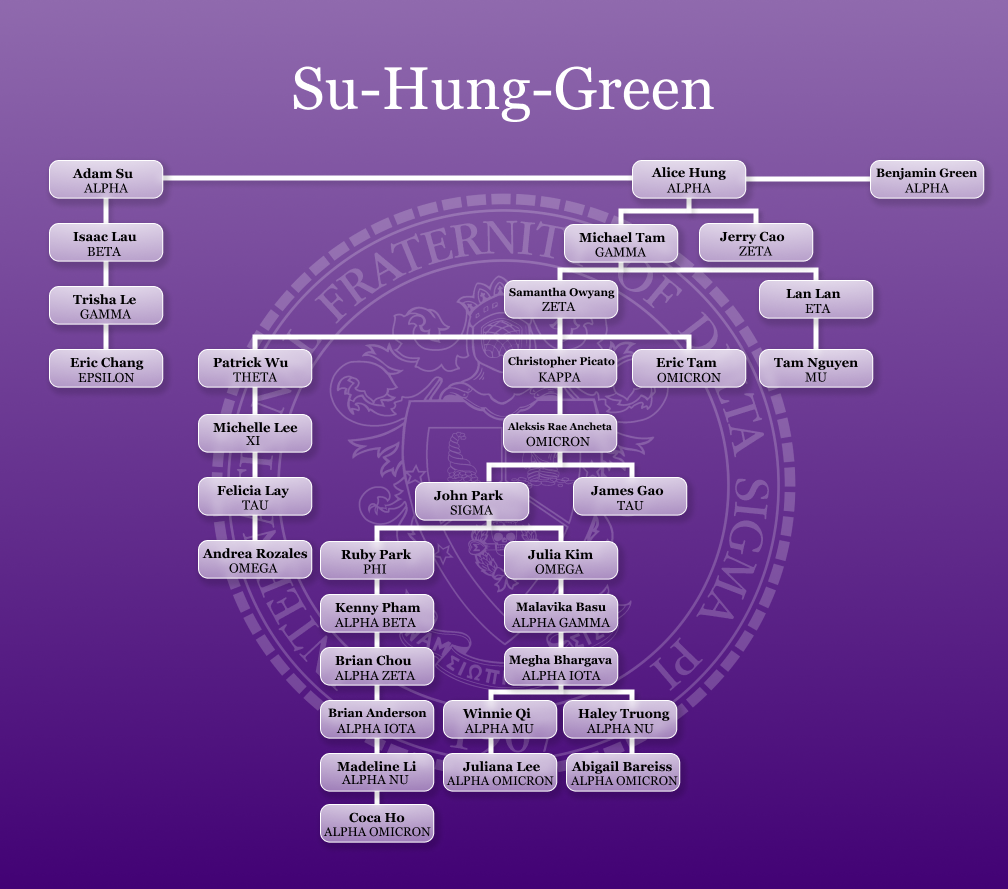 Su-Hung-Green
Adam Su
ALPHA
Alice Hung
ALPHA
Benjamin Green
ALPHA
Isaac Lau
BETA
Michael Tam
GAMMA
Jerry Cao
ZETA
Trisha Le
GAMMA
Samantha Owyang
ZETA
Lan Lan
ETA
Eric Chang
EPSILON
Patrick Wu
THETA
Christopher Picato
KAPPA
Eric Tam
OMICRON
Tam Nguyen
MU
Michelle Lee
XI
Aleksis Rae Ancheta
OMICRON
Felicia Lay
TAU
John Park
SIGMA
James Gao
TAU
Andrea Rozales
OMEGA
Ruby Park
PHI
Julia Kim
OMEGA
Kenny Pham
ALPHA BETA
Malavika Basu
ALPHA GAMMA
Brian Chou
ALPHA ZETA
Megha Bhargava
ALPHA IOTA
Brian Anderson
ALPHA IOTA
Winnie Qi
ALPHA MU
Haley Truong
ALPHA NU
Madeline Li
ALPHA NU
Juliana Lee
ALPHA OMICRON
Abigail Bareiss
ALPHA OMICRON
Coca Ho
ALPHA OMICRON
FRATERNITY OF DELTA SIGMA PI